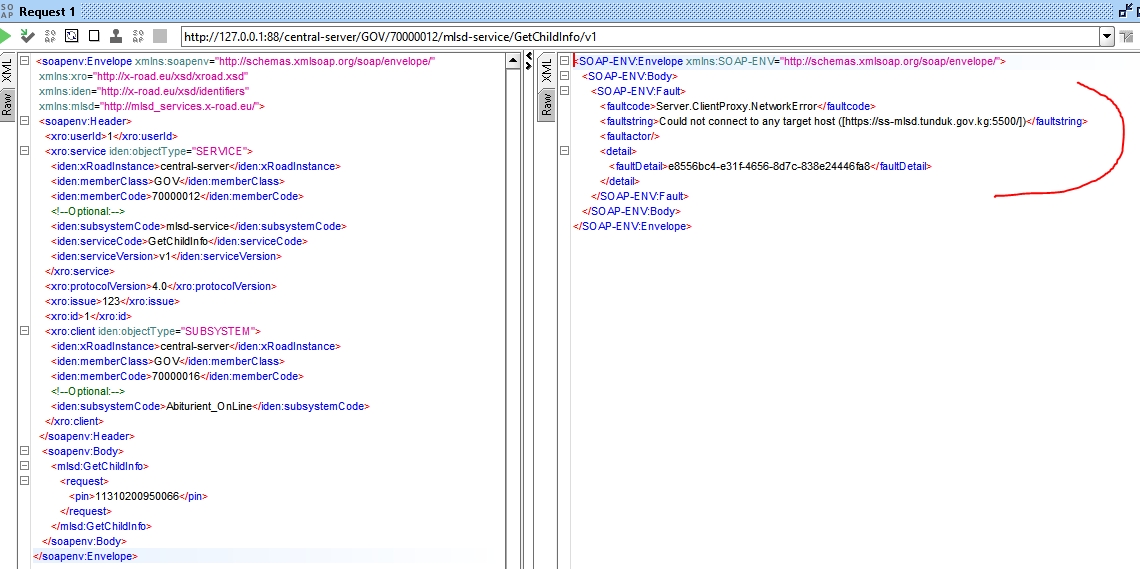 SOAP Request 1
SOAP SOAP http://127.0.0.1:88/central-server/GOV/70000012/mlsd-service/GetChildInfo/v1
XML
Raw
<soapenv:Envelope xmlns:soapenv="http://schemas.xmlsoap.org/soap/envelope/"
xmlns:xro="http://x-road.eu/xsd/xroad.xsd"
xmlns:iden="http://x-road.eu/xsd/identifiers"
xmlns:mlsd="http://mlsd_services.x-road.eu/">
<soapenv:Header>
<xro:userId>1</xro:userId>
<xro:service iden:objectType="SERVICE">
<iden:xRoadInstance>central-server</iden:xRoadInstance>
<iden:memberClass>GOV</iden:memberClass>
<iden:memberCode>70000012</iden:memberCode>
<!--Optional:-->
<iden:subsystemCode>mlsd-service</iden:subsystemCode>
<iden:serviceCode>GetChildInfo</iden:serviceCode>
<iden:serviceVersion>v1</iden:serviceVersion>
</xro:service>
<xro:protocolVersion>4.0</xro:protocolVersion>
<xro:issue>123</xro:issue>
<xro:id>1</xro:id>
<xro:client iden:objectType="SUBSYSTEM">
<iden:xRoadInstance>central-server</iden:xRoadInstance>
<iden:memberClass>GOV</iden:memberClass>
<iden:memberCode>70000016</iden:memberCode>
<!--Optional:-->
<iden:subsystemCode>Abiturient_OnLine</iden:subsystemCode>
</xro:client>
</soapenv:Header>
<soapenv:Body>
<mlsd:GetChildInfo>
<request>
<pin>11310200950066</pin>
</request>
</mlsd:GetChildInfo>
</soapenv:Body>
</soapenv:Envelope>
XML
Raw
<SOAP-ENV:Envelope xmlns:SOAP-ENV="http://schemas.xmlsoap.org/soap/envelope/">
<SOAP-ENV:Body>
<SOAP-ENV:Fault>
<faultcode>Server.ClientProxy.NetworkError</faultcode>
<faultstring>Could not connect to any target host ([https://ss-mlsd.tunduk.gov.kg:5500/])</faultstring>
<faultactor/>
<detail>
<faultDetail>e8556bc4-e31f-4656-8d7c-838e24446fa8</faultDetail>
</detail>
</SOAP-ENV:Fault>
</SOAP-ENV:Body>
</SOAP-ENV:Envelope>